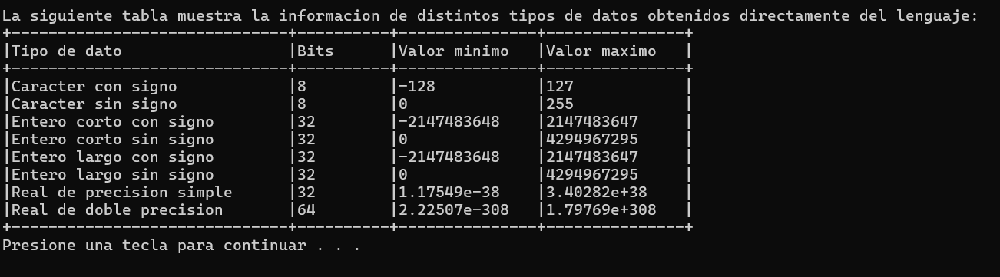 La siguiente tabla muestra la informacion de distintos tipos de datos obtenidos directamente del lenguaje:
+------------------------------+----------+---------------+---------------+
|Tipo de dato                  |Bits      |Valor minimo   |Valor maximo   |
+------------------------------+----------+---------------+---------------+
|Caracter con signo            |8         |-128           |127            |
|Caracter sin signo            |8         |0              |255            |
|Entero corto con signo        |32        |-2147483648    |2147483647     |
|Entero corto sin signo        |32        |0              |4294967295     |
|Entero largo con signo        |32        |-2147483648    |2147483647     |
|Entero largo sin signo        |32        |0              |4294967295     |
|Real de precision simple      |32        |1.17549e-38    |3.40282e+38    |
|Real de doble precision       |64        |2.22507e-308   |1.79769e+308   |
+------------------------------+----------+---------------+---------------+
Presione una tecla para continuar . . .